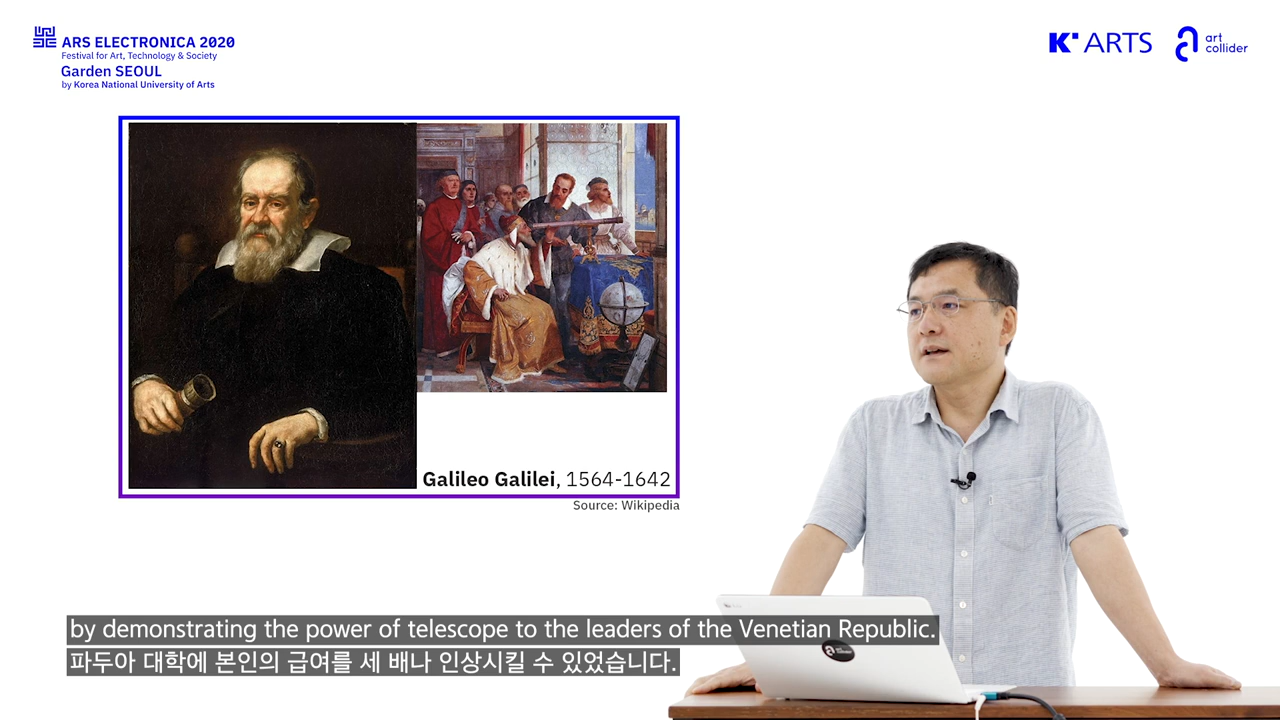 ARS ELECTRONICA 2020
Festival for Art, Technology & Society
Garden SEOUL
by Korea National University of Arts
K'ARTS
art
collider
Galileo Galilei, 1564-1642
Source: Wikipedia
by demonstrating the power of telescope to the leaders of the Venetian Republic.
파두아 대학에 본인의 급여를 세 배나 인상시킬 수 있었습니다.